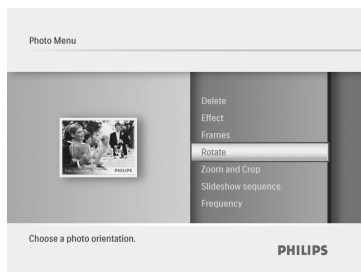 Photo Menu
PHILIPS
Delete
Effect
Frames
Rotate
Zoom and Crop
Slideshow sequence
Frequency
Choose a photo orientation.
PHILIPS